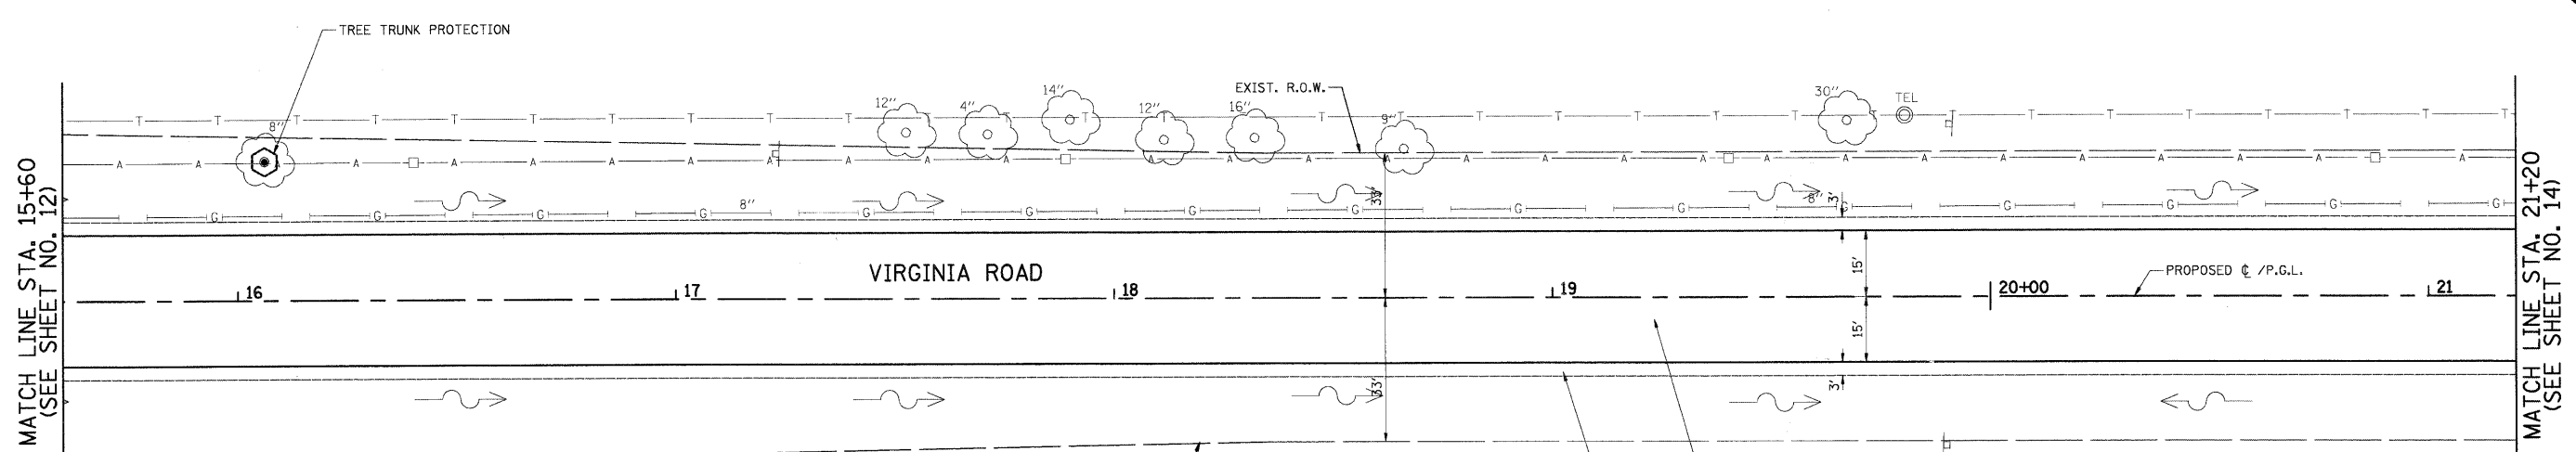 TREE TRUNK PROTECTION
EXIST. R.O.W.
8"
12"
4"
14"
12"
16"
9"
30"
TEL
T T T T T T T T T T T T T T T T T T T T T T T T T T T T T T T
A A A A A A A A A A A A A A A A A A A A A A A A A A A A A
8"
8"
G G G G G G G G G G G G G G G
3'
33'
VIRGINIA ROAD
15'
PROPOSED ℄ /P.G.L.
16
17
18
19
20+00
21
15'
33'
3'
MATCH LINE STA. 15+60
(SEE SHEET NO. 12)
MATCH LINE STA. 21+20
(SEE SHEET NO. 14)